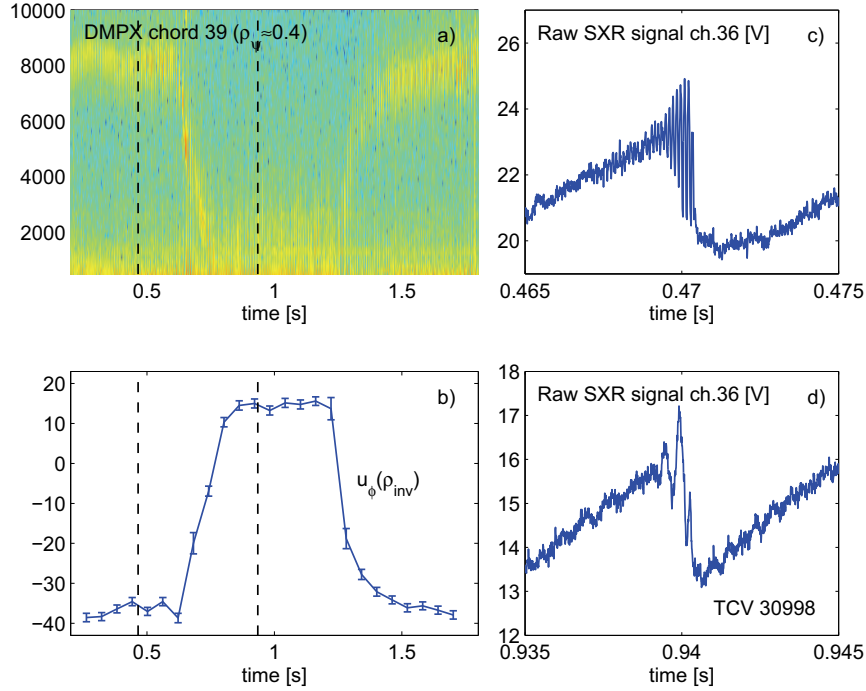 DMPX chord 39 (ρψ≈0.4)
a)
10000
8000
6000
4000
2000
0.5
1
1.5
time [s]
Raw SXR signal ch.36 [V]
c)
26
24
22
20
0.465
0.47
0.475
time [s]
b)
20
10
0
−10
−20
−30
−40
uϕ(ρinv)
0.5
1
1.5
time [s]
Raw SXR signal ch.36 [V]
d)
18
17
16
15
14
13
12
TCV 30998
0.935
0.94
0.945
time [s]